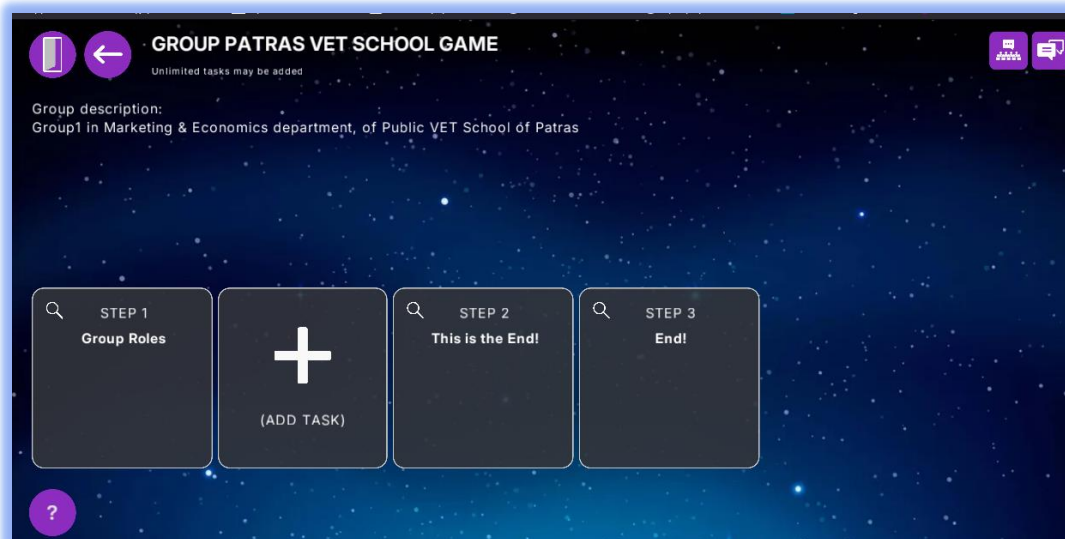 GROUP PATRAS VET SCHOOL GAME
Unlimited tasks may be added
Group description:
Group1 in Marketing & Economics department, of Public VET School of Patras
STEP 1
Group Roles
(ADD TASK)
STEP 2
This is the End!
STEP 3
End!
?